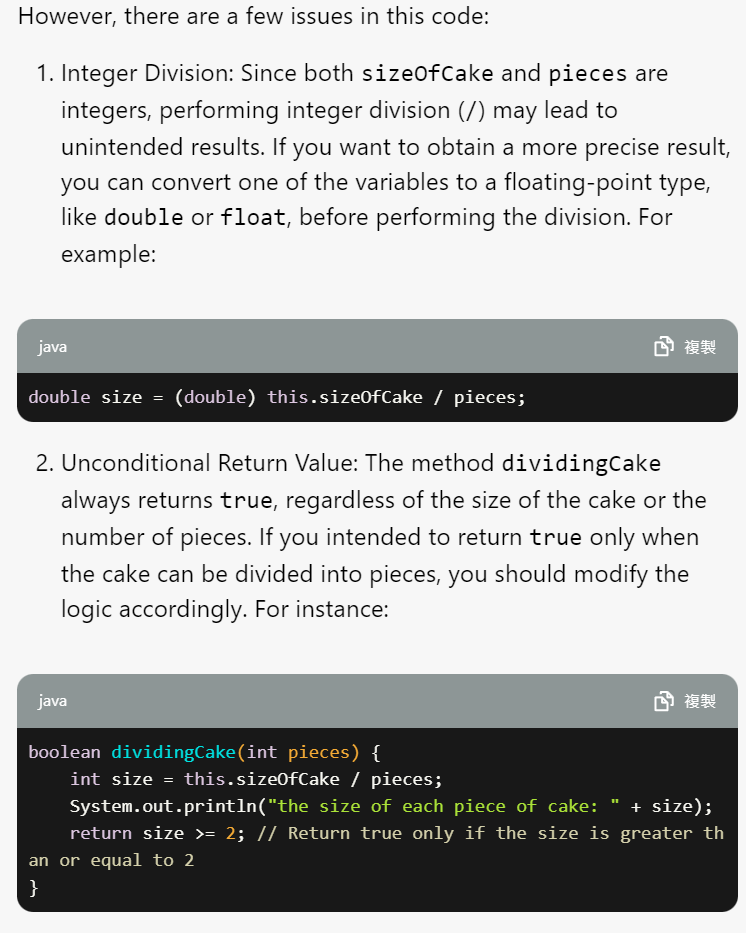 However, there are a few issues in this code:
1. Integer Division: Since both sizeOfCake and pieces are
integers, performing integer division (/) may lead to
unintended results. If you want to obtain a more precise result,
you can convert one of the variables to a floating-point type,
like double or float, before performing the division. For
example:
java
複製
double size = (double) this.sizeOfCake / pieces;
2. Unconditional Return Value: The method dividingCake
always returns true, regardless of the size of the cake or the
number of pieces. If you intended to return true only when
the cake can be divided into pieces, you should modify the
logic accordingly. For instance:
java
複製
boolean dividingCake(int pieces) {
    int size = this.sizeOfCake / pieces;
    System.out.println("the size of each piece of cake: " + size);
    return size >= 2; // Return true only if the size is greater th
an or equal to 2
}